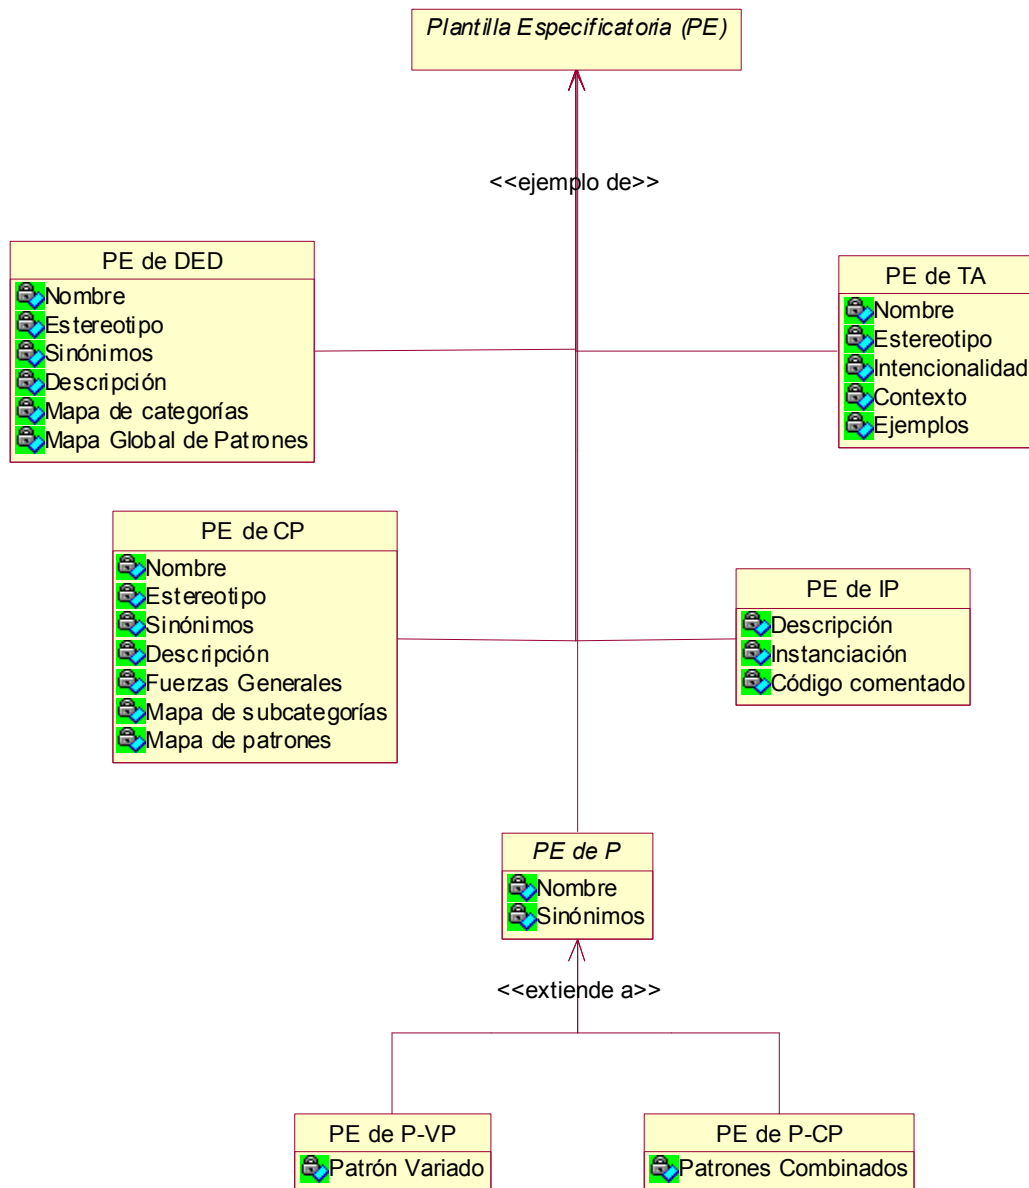 Plantilla Especificatoria (PE)
<<ejemplo de>>
PE de DED
Nombre
Estereotipo
Sinónimos
Descripción
Mapa de categorías
Mapa Global de Patrones
PE de TA
Nombre
Estereotipo
Intencionalidad
Contexto
Ejemplos
PE de CP
Nombre
Estereotipo
Sinónimos
Descripción
Fuerzas Generales
Mapa de subcategorías
Mapa de patrones
PE de IP
Descripción
Instanciación
Código comentado
PE de P
Nombre
Sinónimos
<<extiende a>>
PE de P-VP
Patrón Variado
PE de P-CP
Patrones Combinados